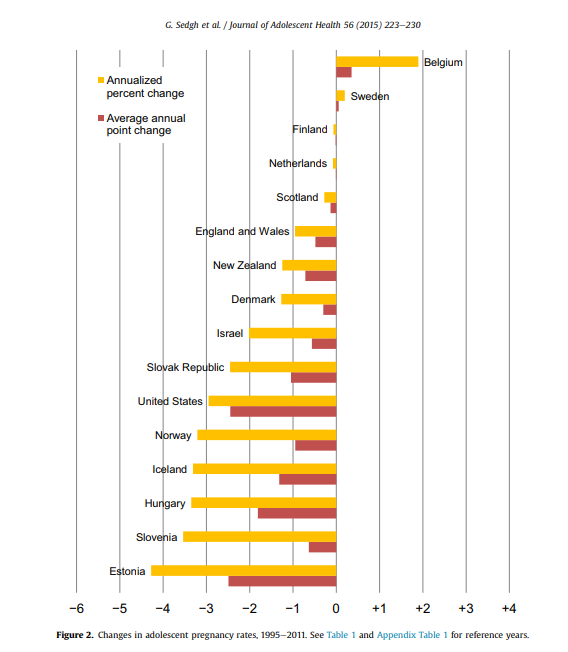 G. Sedgh et al. / Journal of Adolescent Health 56 (2015) 223–230
Annualized
percent change
Average annual
point change
Belgium
Sweden
Finland
Netherlands
Scotland
England and Wales
New Zealand
Denmark
Israel
Slovak Republic
United States
Norway
Iceland
Hungary
Slovenia
Estonia
−6 −5 −4 −3 −2 −1 0 +1 +2 +3 +4
Figure 2. Changes in adolescent pregnancy rates, 1995–2011. See Table 1 and Appendix Table 1 for reference years.